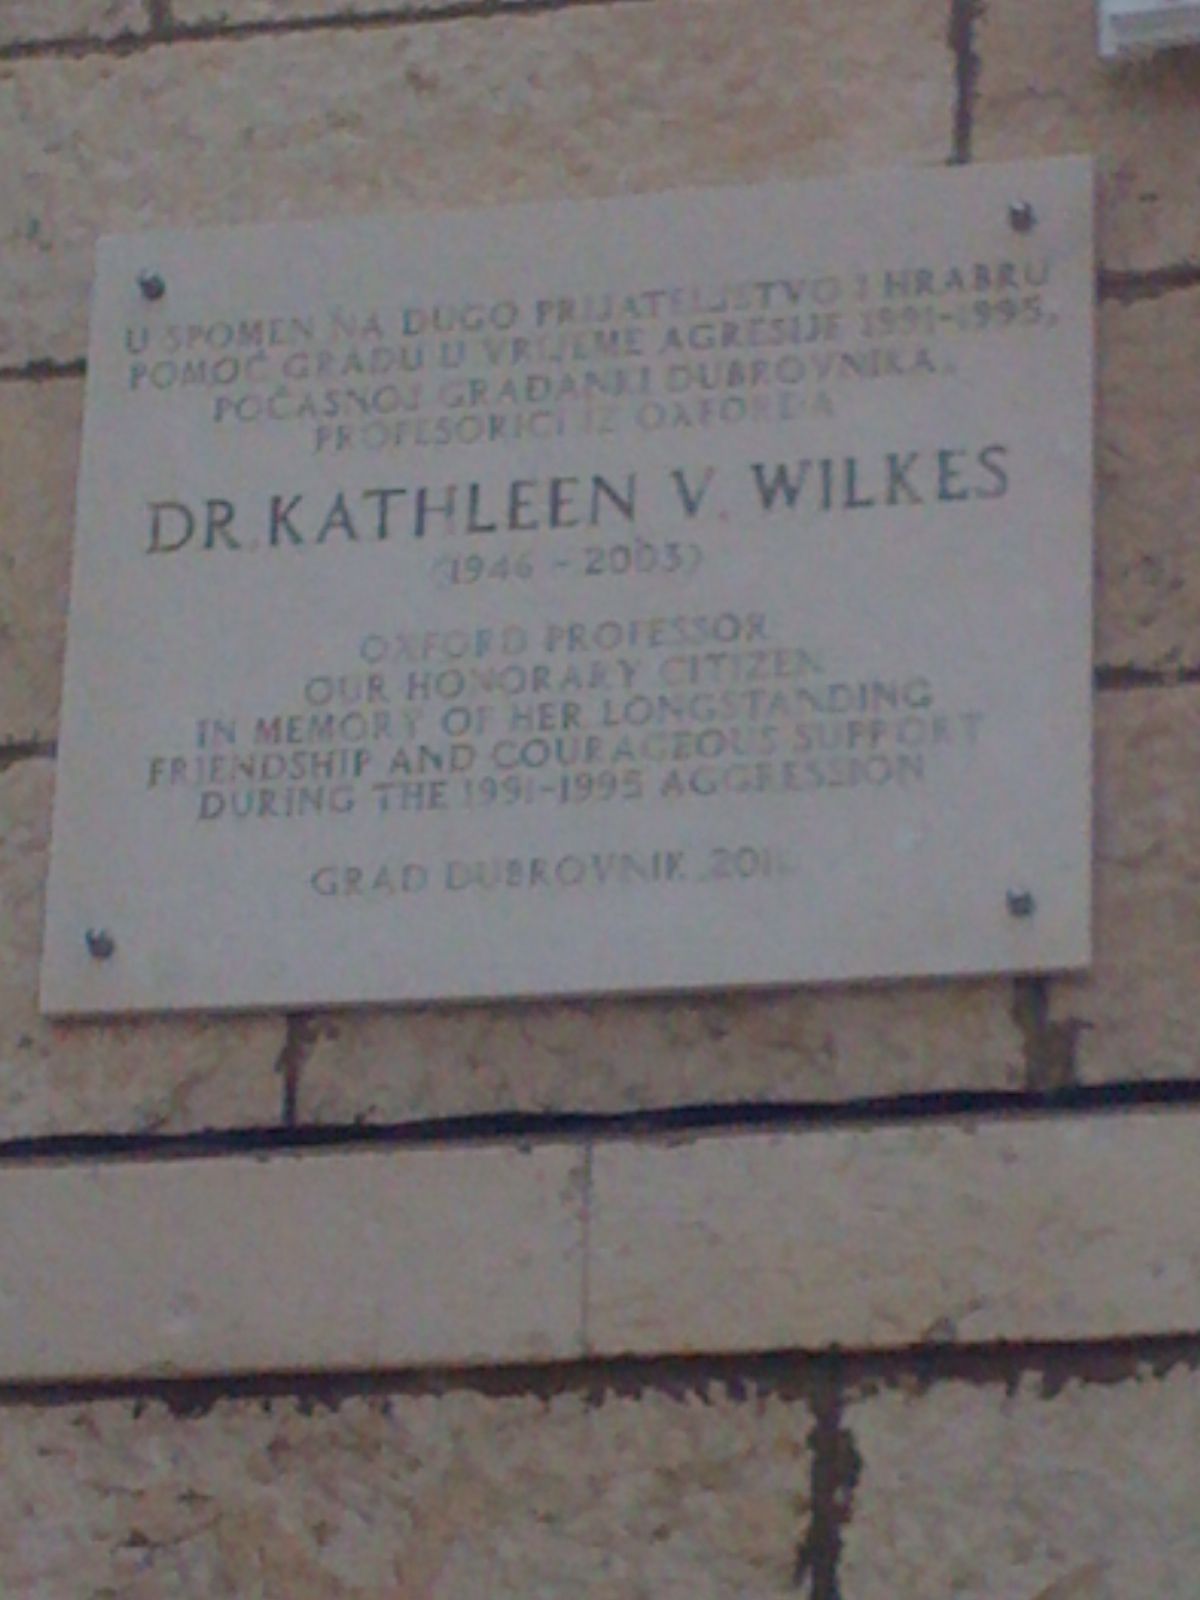 U SPOMEN NA DUGO PRIJATELJSTVO I HRABRU
POMOĆ GRADU U VRIJEME AGRESIJE 1991-1995,
POČASNOJ GRAĐANKI DUBROVNIKA,
PROFESORICI IZ OXFORDA
DR. KATHLEEN V. WILKES
(1946 - 2003)
OXFORD PROFESSOR
OUR HONORARY CITIZEN
IN MEMORY OF HER LONGSTANDING
FRIENDSHIP AND COURAGEOUS SUPPORT
DURING THE 1991-1995 AGGRESSION
GRAD DUBROVNIK,